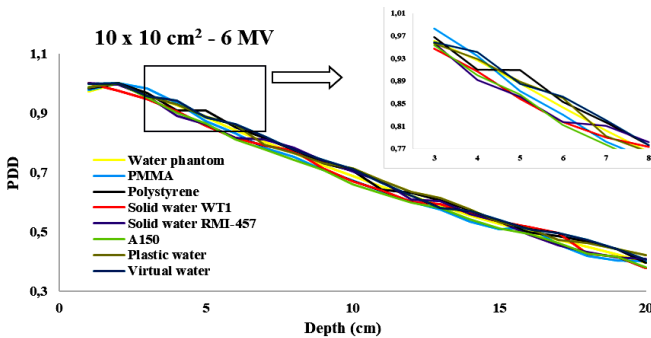 10 x 10 cm² - 6 MV
PDD
1,1
0,9
0,7
0,5
0,3
0
5
10
15
20
Depth (cm)
Water phantom
PMMA
Polystyrene
Solid water WT1
Solid water RMI-457
A150
Plastic water
Virtual water
1,01
0,97
0,93
0,89
0,85
0,81
0,77
3
4
5
6
7
8